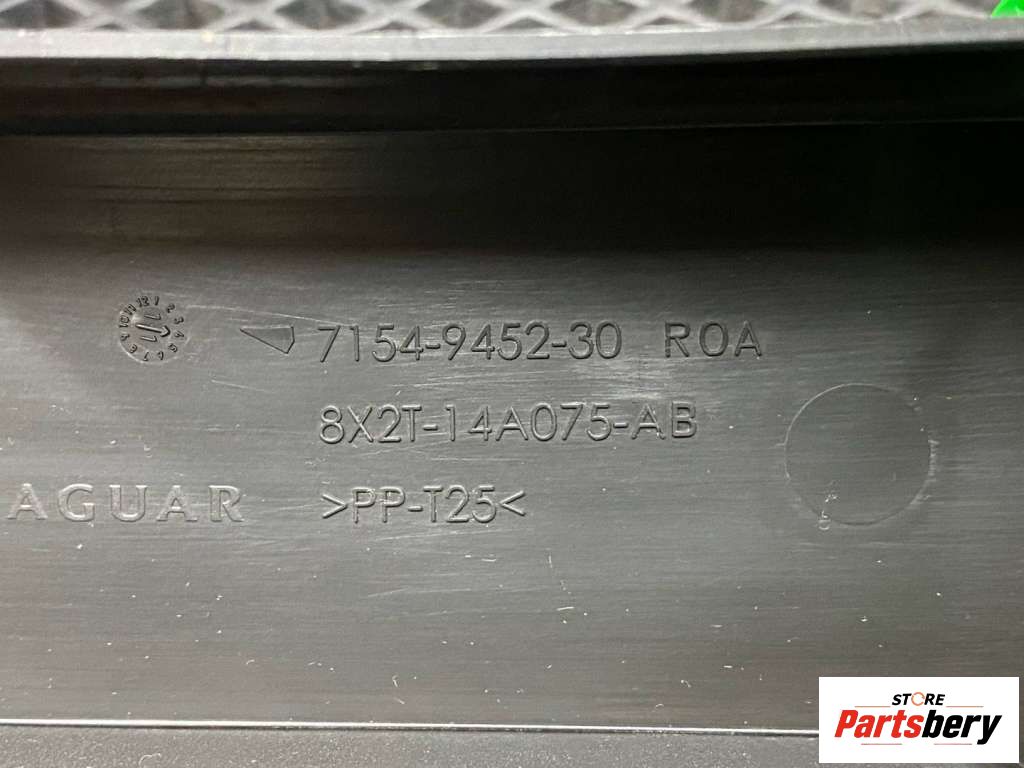 7154-9452-30 ROA
8X2T-14A075-AB
AGUAR >PP-T25<
STORE
Partsbery